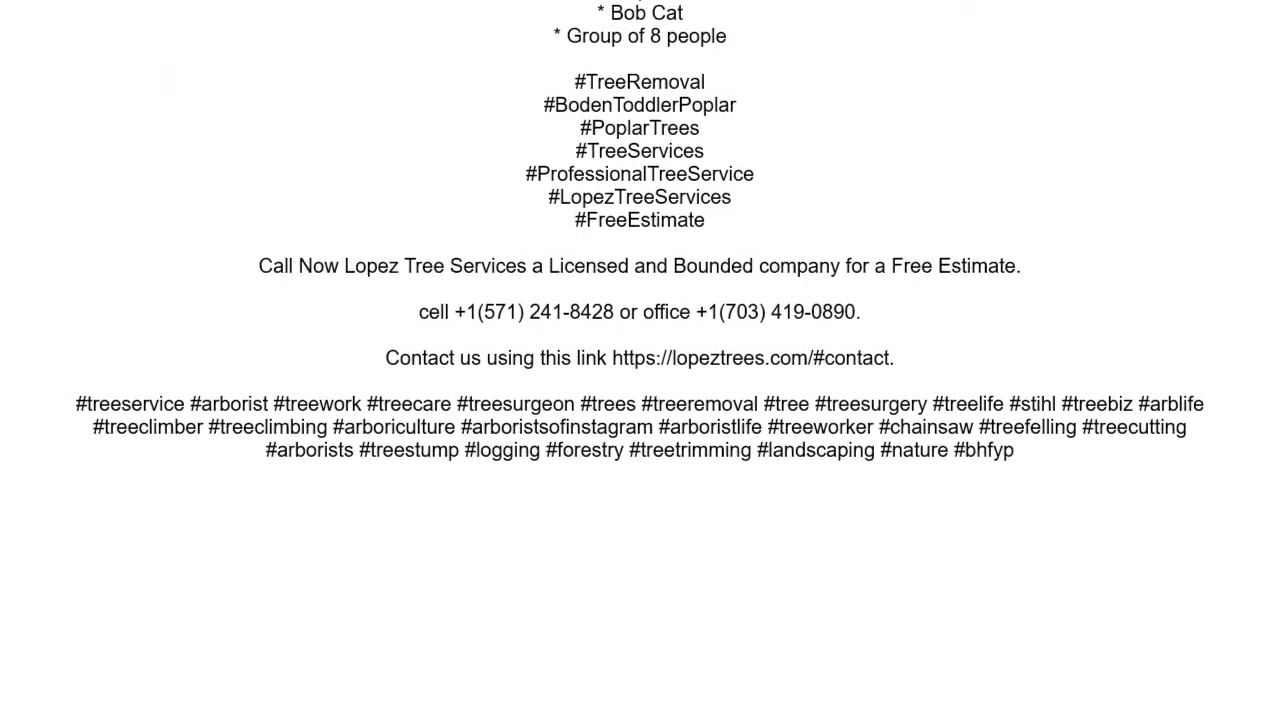 * Bob Cat
* Group of 8 people
#TreeRemoval
#BodenToddlerPoplar
#PoplarTrees
#TreeServices
#ProfessionalTreeService
#LopezTreeServices
#FreeEstimate
Call Now Lopez Tree Services a Licensed and Bounded company for a Free Estimate.
cell +1(571) 241-8428 or office +1(703) 419-0890.
Contact us using this link https://lopeztrees.com/#contact.
#treeservice #arborist #treework #treecare #treesurgeon #trees #treeremoval #tree #treesurgery #treelife #stihl #treebiz #arblife
#treeclimber #treeclimbing #arboriculture #arboristsofinstagram #arboristlife #treeworker #chainsaw #treefelling #treecutting
#arborists #treestump #logging #forestry #treetrimming #landscaping #nature #bhfyp